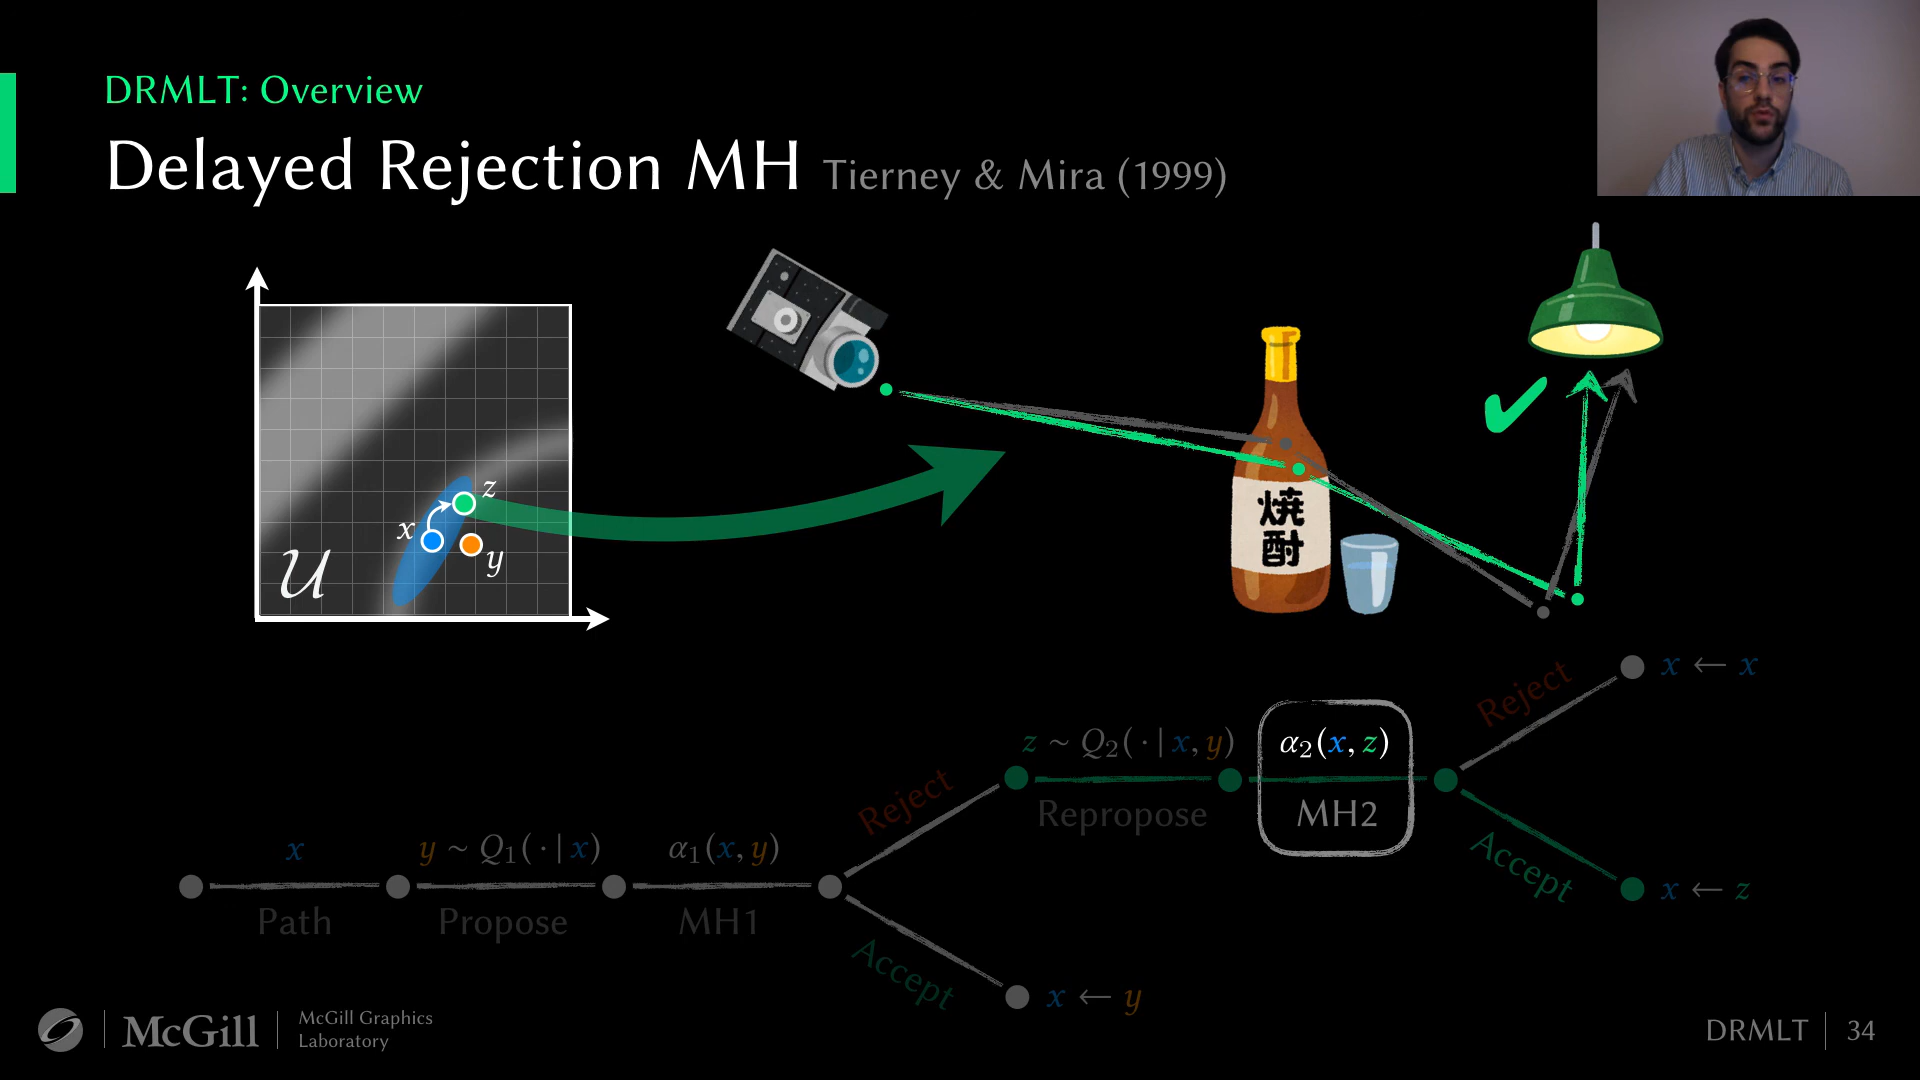 DRMLT: Overview
Delayed Rejection MH Tierney & Mira (1999)
z
x
y
𝒰
焼
酎
Reject
x ← x
z ~ Q₂( · | x, y)
α₂(x, z)
Reject
Repropose
MH2
Accept
x ← z
x
y ~ Q₁( · | x)
α₁(x, y)
Path
Propose
MH1
Accept
x ← y
McGill
McGill Graphics
Laboratory
DRMLT
34